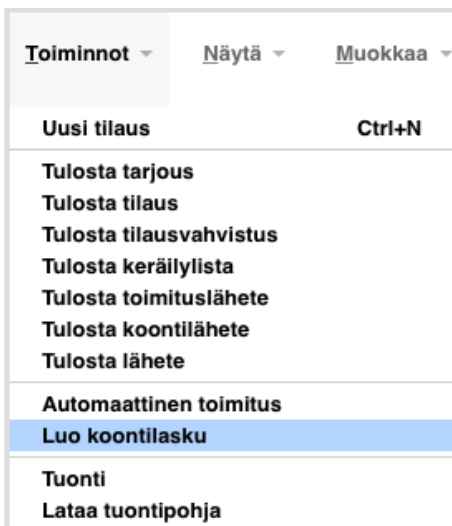 Toiminnot Näytä Muokkaa
Uusi tilaus Ctrl+N
Tulosta tarjous
Tulosta tilaus
Tulosta tilausvahvistus
Tulosta keräilylista
Tulosta toimituslähete
Tulosta koontilähete
Tulosta lähete
Automaattinen toimitus
Luo koontilasku
Tuonti
Lataa tuontipohja